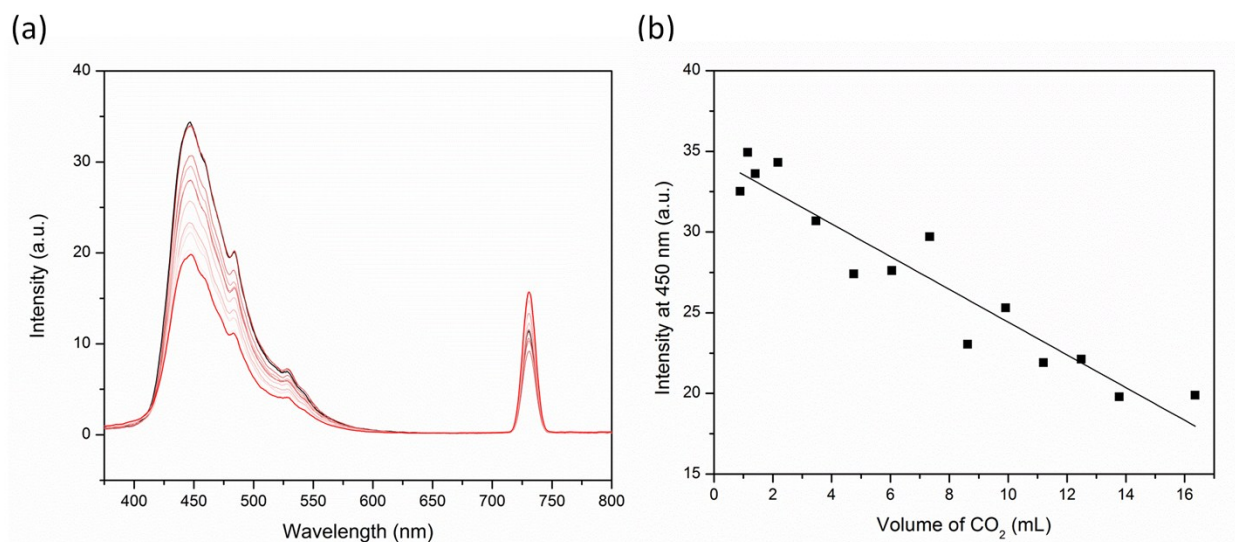 (a)
(b)
40
30
20
10
0
Intensity (a.u.)
400 450 500 550 600 650 700 750 800
Wavelength (nm)
40
35
30
25
20
15
Intensity at 450 nm (a.u.)
0 2 4 6 8 10 12 14 16
Volume of CO₂ (mL)